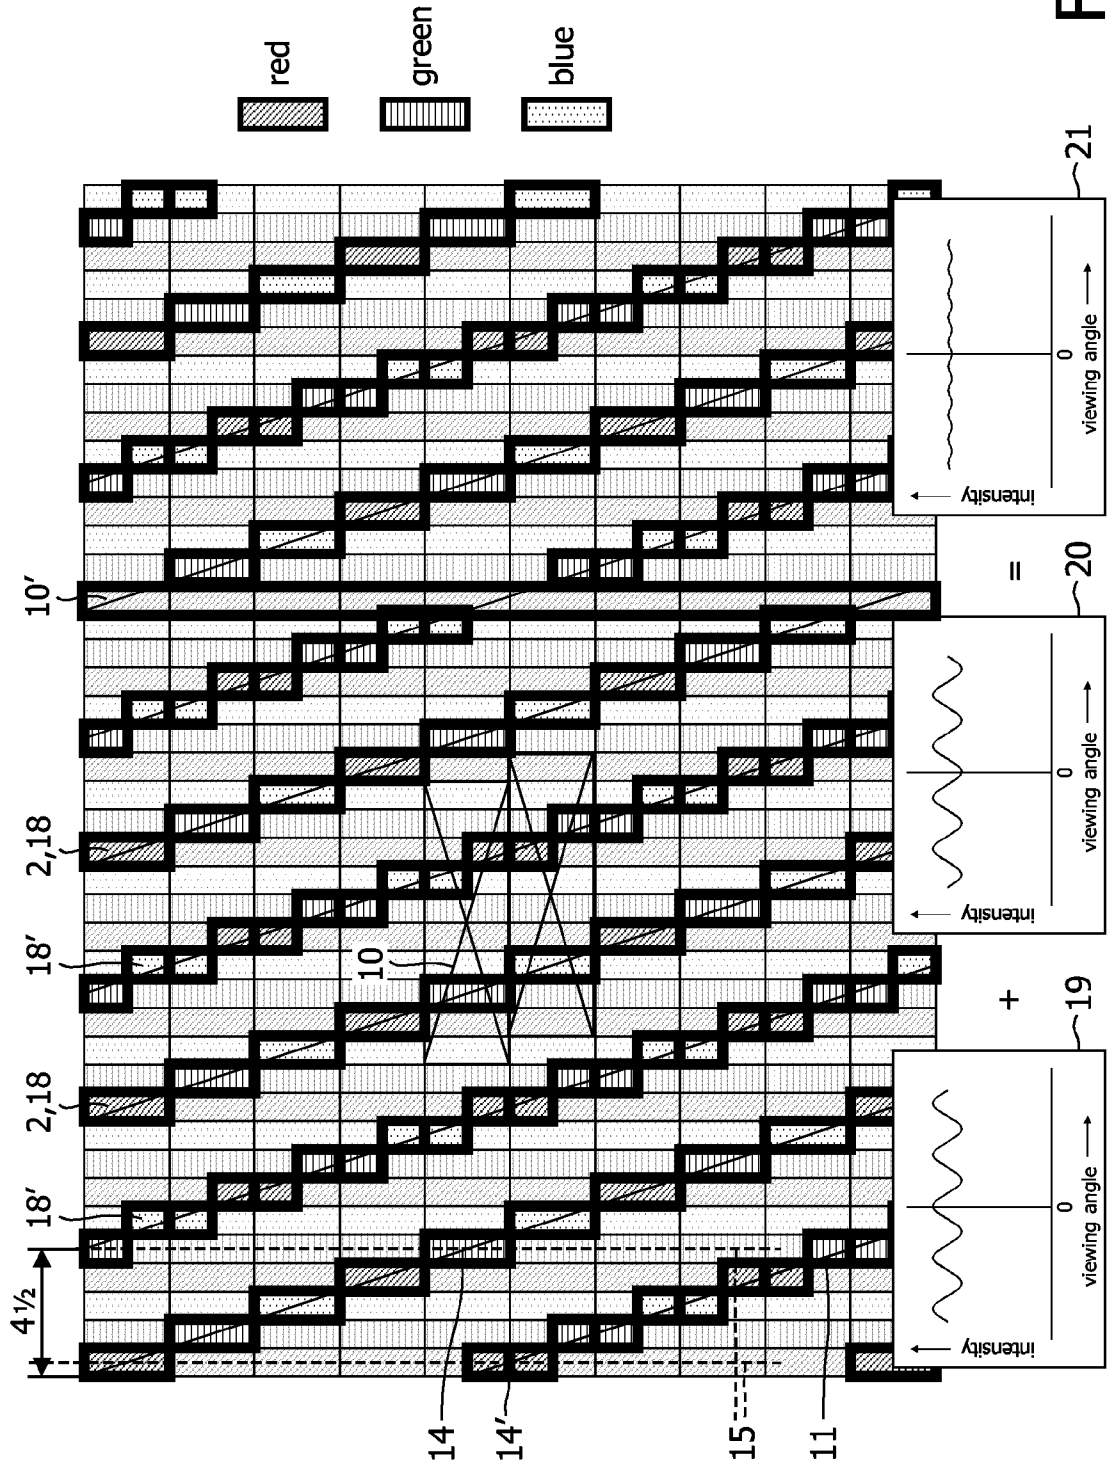 4½
18'
2,18
18'
2,18
10'
10
red
green
blue
14
14'
15
11
19
intensity
0
viewing angle
+
20
intensity
0
viewing angle
=
21
intensity
0
viewing angle
F